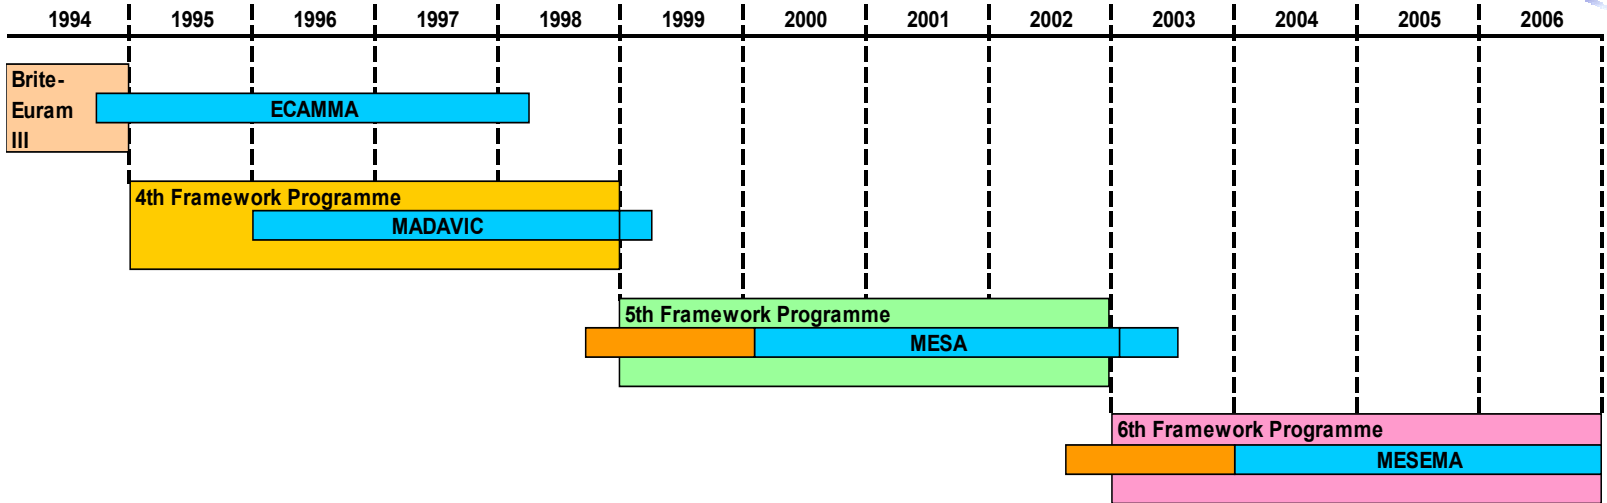 1994 1995 1996 1997 1998 1999 2000 2001 2002 2003 2004 2005 2006
Brite-
Euram
III
ECAMMA
4th Framework Programme
MADAVIC
5th Framework Programme
MESA
6th Framework Programme
MESEMA